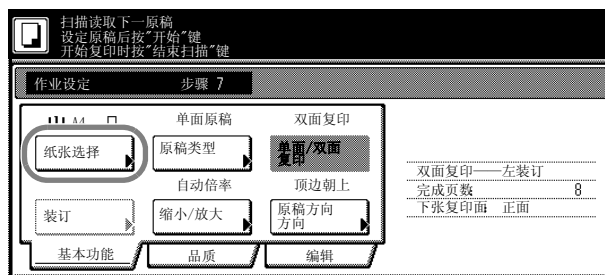 扫描读取下一原稿
设定原稿后按"开始"键
开始复印时按"结束扫描"键
作业设定 步骤 7
单面原稿 双面复印
纸张选择 原稿类型 单面/双面
复印
自动倍率 顶边朝上
装订 缩小/放大 原稿方向
方向
基本功能 品质 编辑
双面复印——左装订
完成页数 8
下张复印面 正面